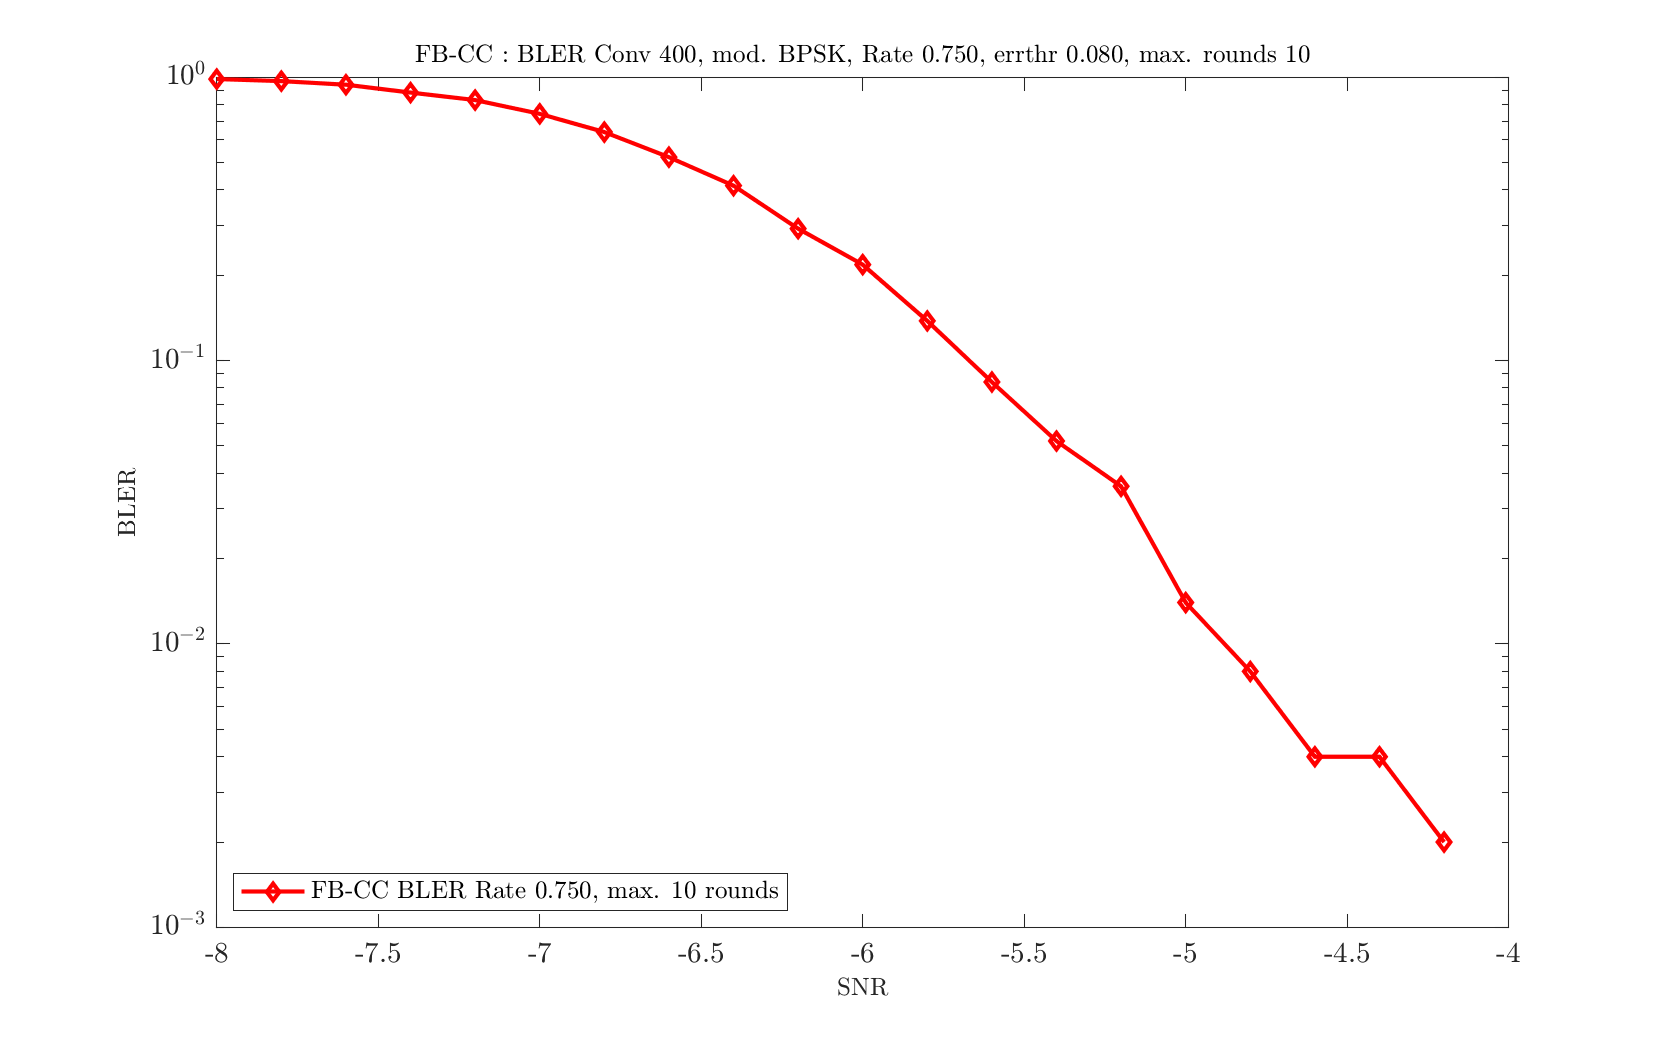 FB-CC : BLER Conv 400, mod. BPSK, Rate 0.750, errthr 0.080, max. rounds 10
10⁰
10⁻¹
10⁻²
10⁻³
BLER
FB-CC BLER Rate 0.750, max. 10 rounds
-8 -7.5 -7 -6.5 -6 -5.5 -5 -4.5 -4
SNR